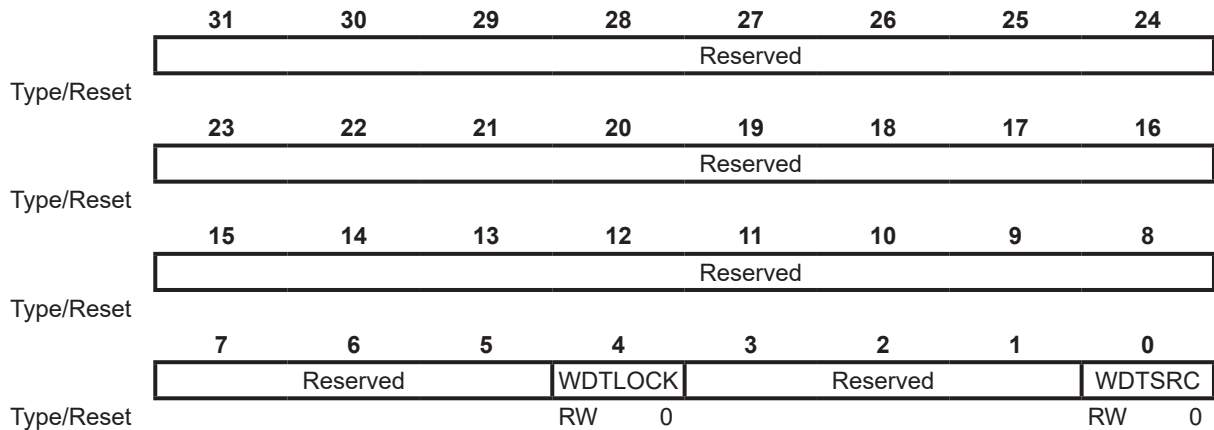 31 30 29 28 27 26 25 24
Reserved
Type/Reset
23 22 21 20 19 18 17 16
Reserved
Type/Reset
15 14 13 12 11 10 9 8
Reserved
Type/Reset
7 6 5 4 3 2 1 0
Reserved WDTLOCK Reserved WDTSRC
Type/Reset RW 0 RW 0